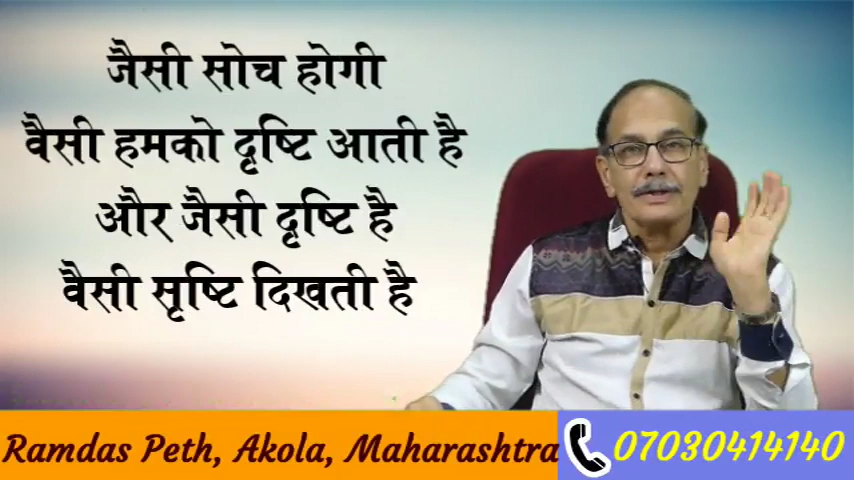 जैसी सोच होगी
वैसी हमको दृष्टि आती है
और जैसी दृष्टि है
वैसी सृष्टि दिखती है
Ramdas Peth, Akola, Maharashtra
07030414140